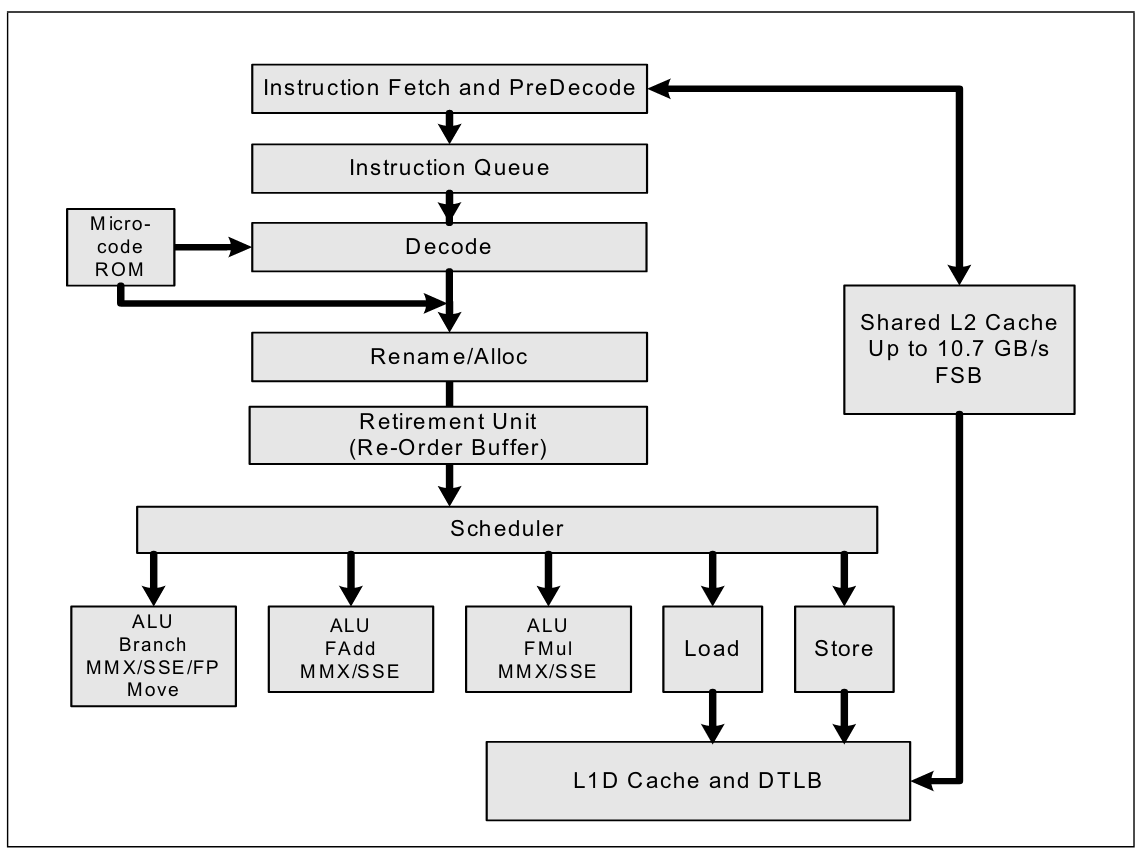 Instruction Fetch and PreDecode
Instruction Queue
Micro-
code
ROM
Decode
Shared L2 Cache
Up to 10.7 GB/s
FSB
Rename/Alloc
Retirement Unit
(Re-Order Buffer)
Scheduler
ALU
Branch
MMX/SSE/FP
Move
ALU
FAdd
MMX/SSE
ALU
FMul
MMX/SSE
Load
Store
L1D Cache and DTLB